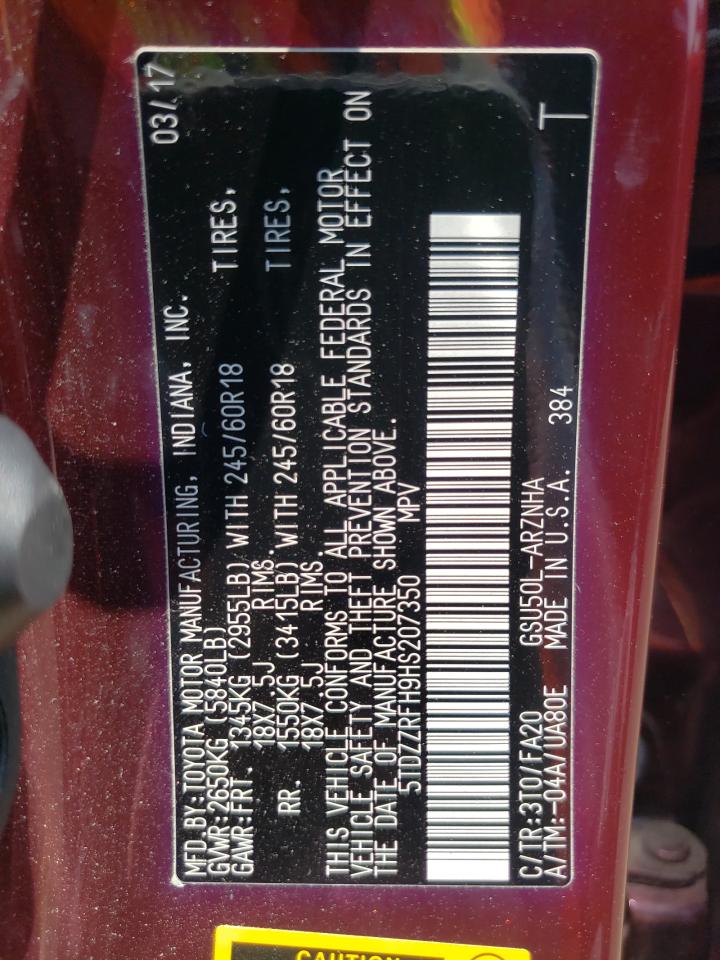 MFD.BY:TOYOTA MOTOR MANUFACTURING, INDIANA, INC. 03/17
GVWR:2650KG (5840LB)
GAWR:FRT. 1345KG (2955LB) WITH 245/60R18 TIRES,
18X7.5J RIMS.
RR. 1550KG (3415LB) WITH 245/60R18 TIRES,
18X7.5J RIMS.
THIS VEHICLE CONFORMS TO ALL APPLICABLE FEDERAL MOTOR
VEHICLE SAFETY AND THEFT PREVENTION STANDARDS IN EFFECT ON
THE DATE OF MANUFACTURE SHOWN ABOVE.
5TDZZRFH9HS207350 MPV
C/TR:3T0/FA20 GSU50L-ARZNHA
A/TM:-04A/UA80E MADE IN U.S.A. 384 T
CAUTION